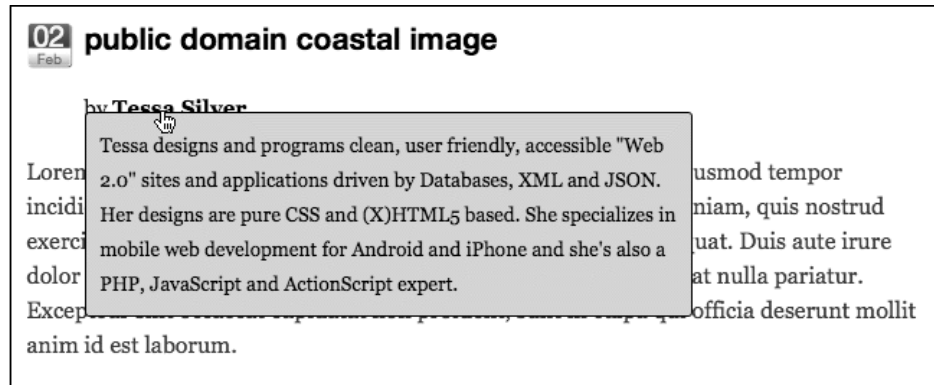 02
Feb
public domain coastal image
by Tessa Silver
Tessa designs and programs clean, user friendly, accessible "Web
2.0" sites and applications driven by Databases, XML and JSON.
Her designs are pure CSS and (X)HTML5 based. She specializes in
mobile web development for Android and iPhone and she's also a
PHP, JavaScript and ActionScript expert.
usmod tempor
niam, quis nostrud
dolor
at nulla pariatur.
uat. Duis aute irure
officia deserunt mollit
anim id est laborum.